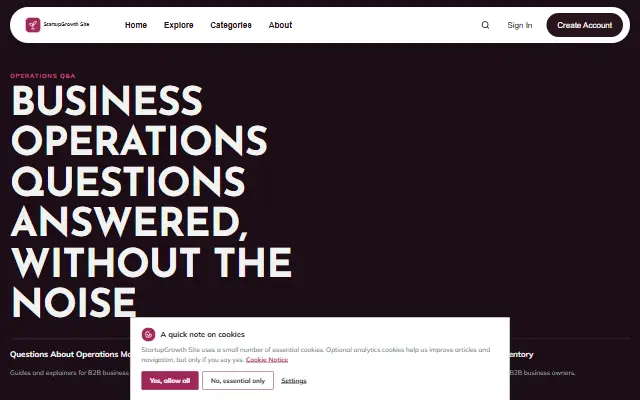 StartupGrowth Site
Home Explore Categories About
Sign In
Create Account
OPERATIONS Q&A
BUSINESS
OPERATIONS
QUESTIONS
ANSWERED,
WITHOUT THE
NOISE
A quick note on cookies
StartupGrowth Site uses a small number of essential cookies. Optional analytics cookies help us improve articles and
navigation, but only if you say yes. Cookie Notice
Yes, allow all
No, essential only
Settings
Questions About Operations
Guides and explainers for B2B business
B2B business owners.